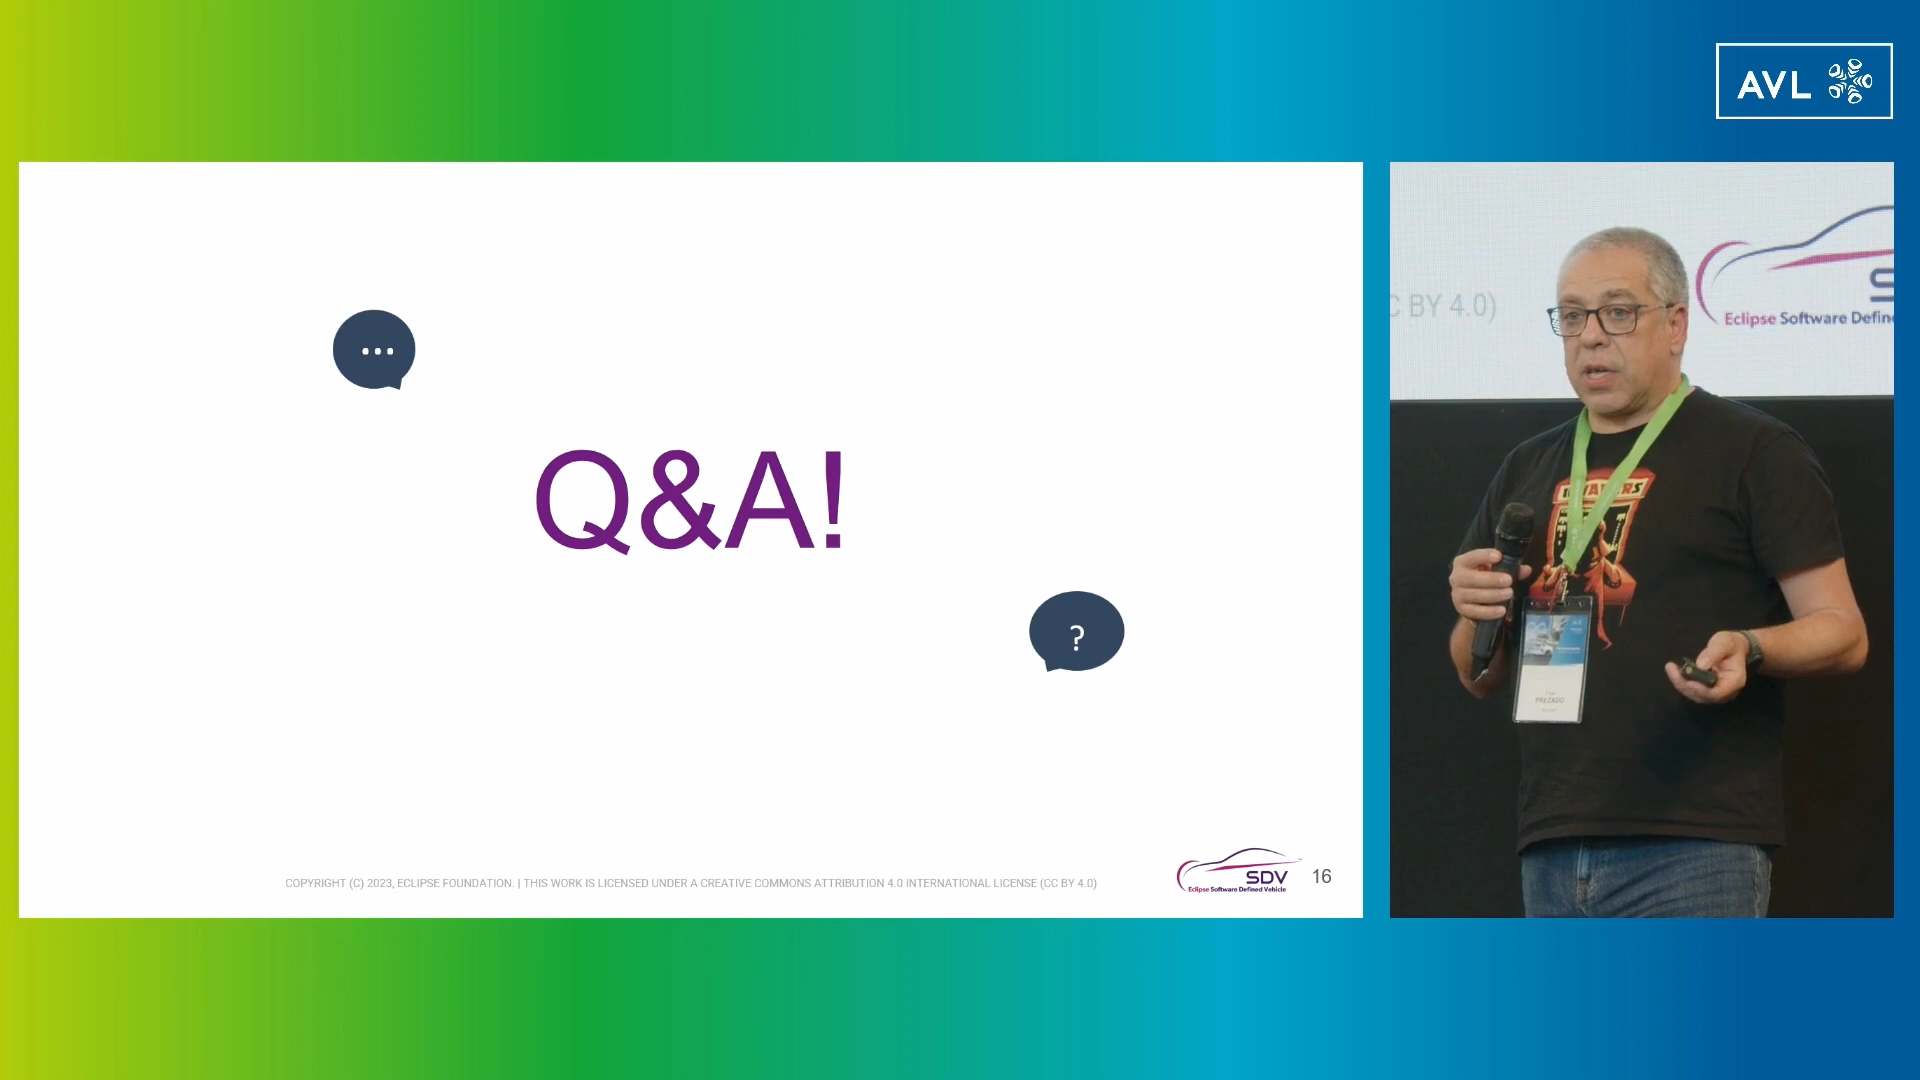 AVL
...
Q&A!
?
COPYRIGHT (C) 2023, ECLIPSE FOUNDATION. | THIS WORK IS LICENSED UNDER A CREATIVE COMMONS ATTRIBUTION 4.0 INTERNATIONAL LICENSE (CC BY 4.0)
SDV
Eclipse Software Defined Vehicle
16
C BY 4.0)
S
Eclipse Software Defin
PREZADO